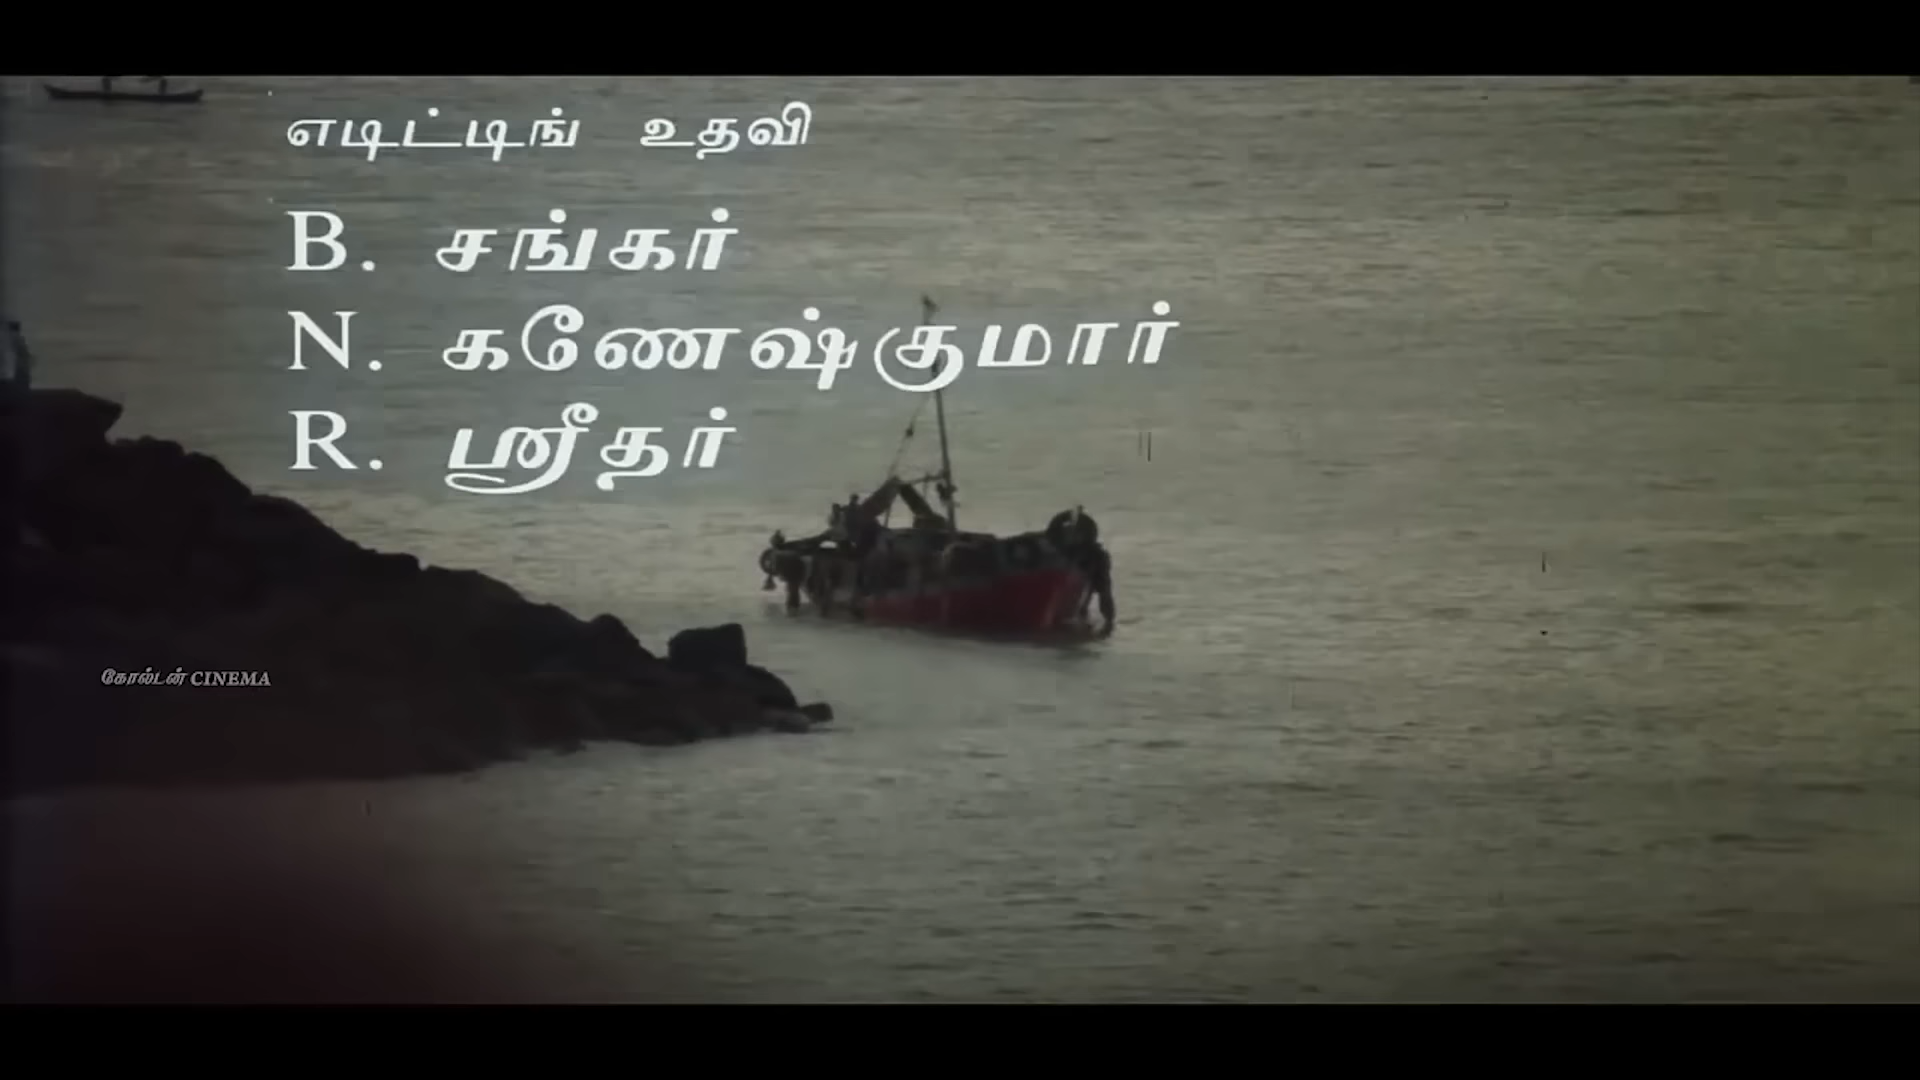 எடிட்டிங் உதவி
B. சங்கர்
N. கணேஷ்குமார்
R. ஸ்ரீதர்
கோல்டன் CINEMA